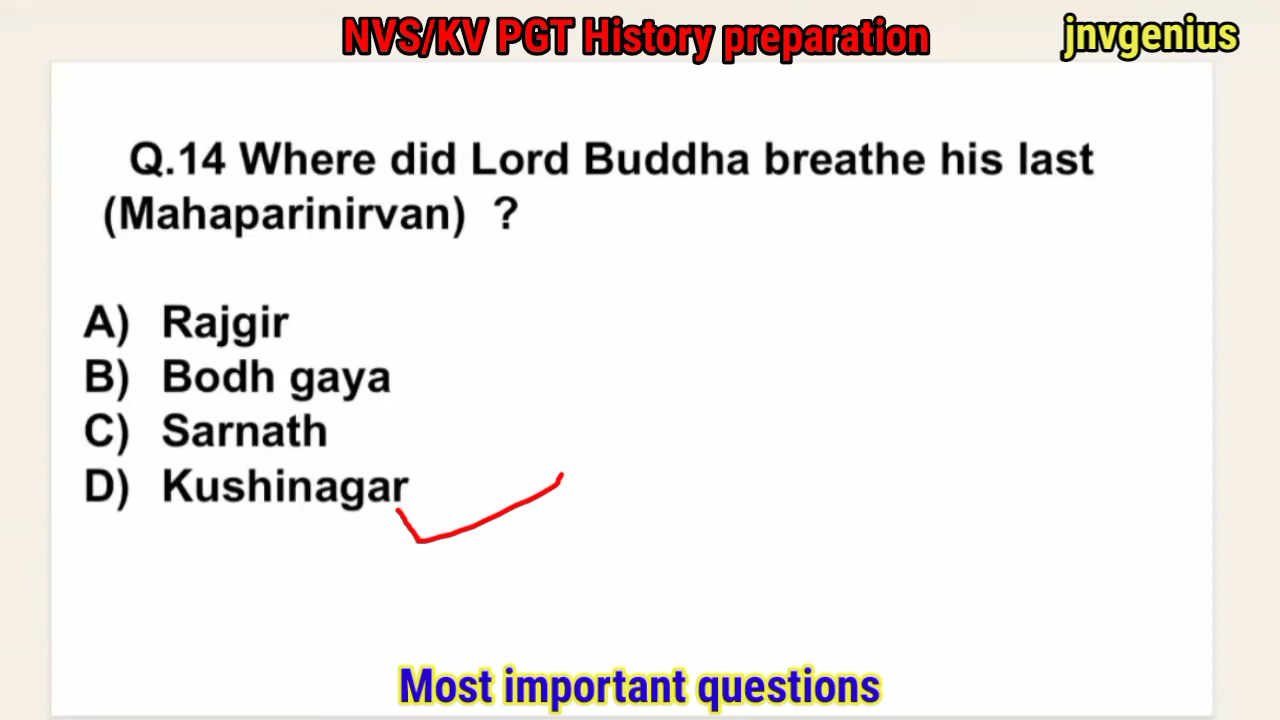 NVS/KV PGT History preparation
jnvgenius
Q.14 Where did Lord Buddha breathe his last
(Mahaparinirvan) ?
A) Rajgir
B) Bodh gaya
C) Sarnath
D) Kushinagar
Most important questions